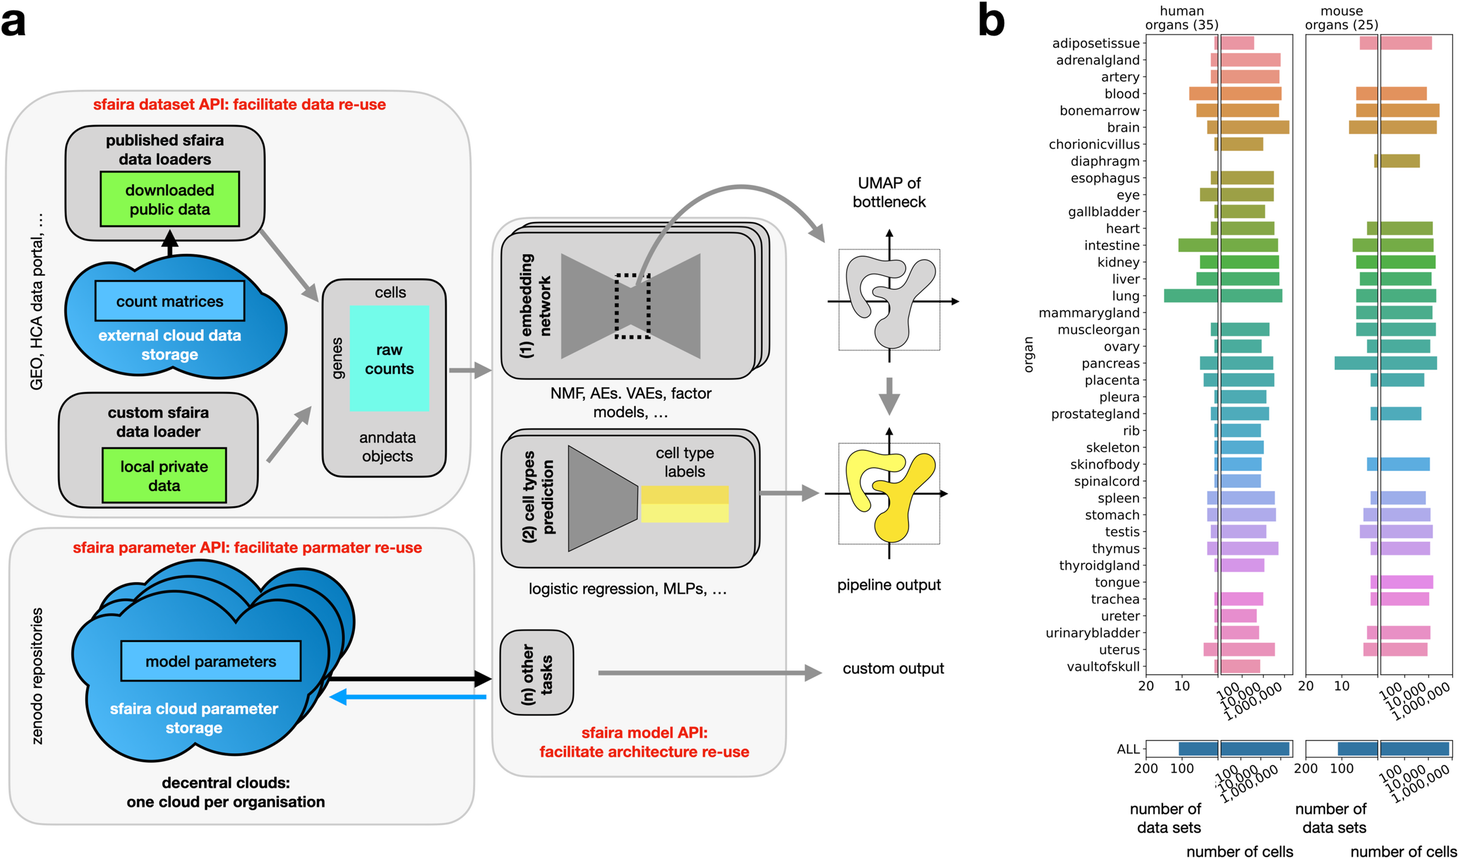 a
sfaira dataset API: facilitate data re-use
published sfaira
data loaders
downloaded
public data
GEO, HCA data portal, …
count matrices
external cloud data
storage
custom sfaira
data loader
local private
data
cells
genes
raw
counts
anndata
objects
sfaira parameter API: facilitate parmater re-use
zenodo repositories
model parameters
sfaira cloud parameter
storage
decentral clouds:
one cloud per organisation
(1) embedding
network
NMF, AEs. VAEs, factor
models, …
(2) cell types
prediction
cell type
labels
logistic regression, MLPs, …
(n) other
tasks
sfaira model API:
facilitate architecture re-use
UMAP of
bottleneck
pipeline output
custom output
b
human
organs (35)
mouse
organs (25)
organ
adiposetissue
adrenalgland
artery
blood
bonemarrow
brain
chorionicvillus
diaphragm
esophagus
eye
gallbladder
heart
intestine
kidney
liver
lung
mammarygland
muscleorgan
ovary
pancreas
placenta
pleura
prostategland
rib
skeleton
skinofbody
spinalcord
spleen
stomach
testis
thymus
thyroidgland
tongue
trachea
ureter
urinarybladder
uterus
vaultofskull
20 10 100 10,000 1,000,000
20 10 100 10,000 1,000,000
ALL
200 100 10,000 1,000,000
200 100 10,000 1,000,000
number of
data sets
number of cells
number of
data sets
number of cells